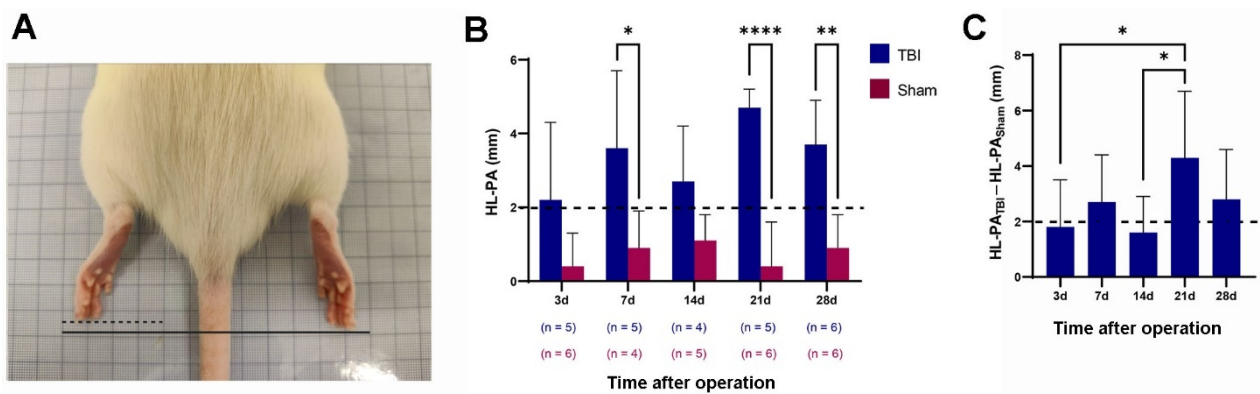 A
B
*
****
**
TBI
Sham
HL-PA (mm)
6
4
2
0
3d 7d 14d 21d 28d
(n = 5) (n = 5) (n = 4) (n = 5) (n = 6)
(n = 6) (n = 4) (n = 5) (n = 6) (n = 6)
Time after operation
C
*
*
HL-PATBI – HL-PASham (mm)
8
6
4
2
0
3d 7d 14d 21d 28d
Time after operation